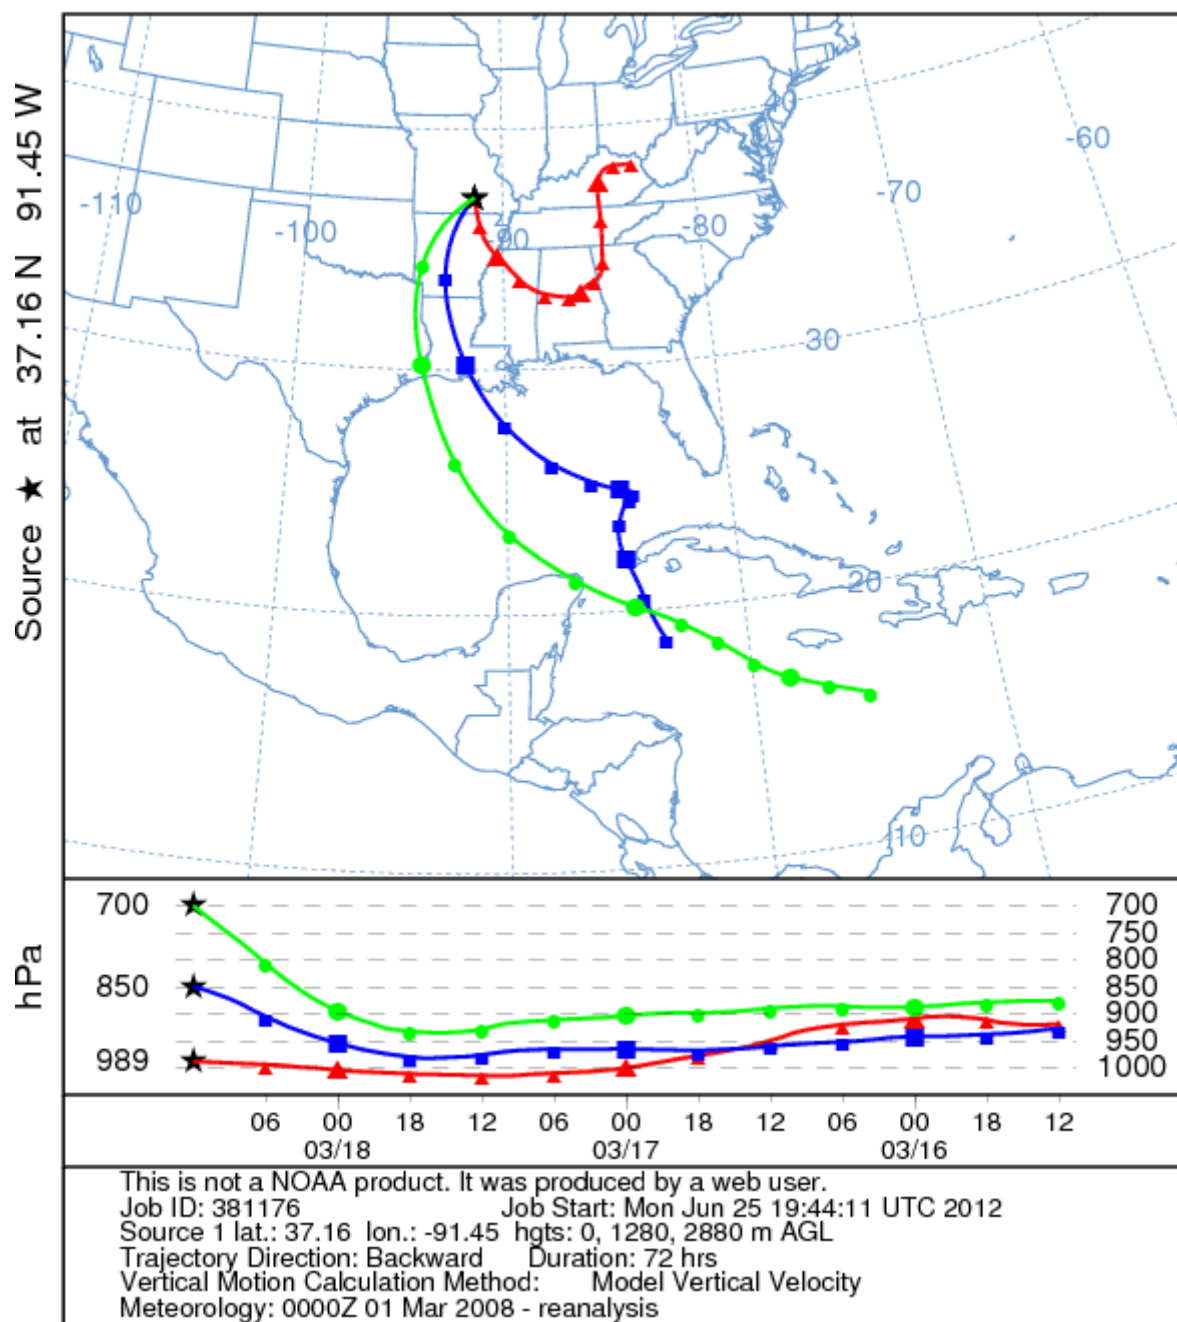 Source ★ at 37.16 N 91.45 W
-60
-70
-110
-100
-90
-80
30
20
10
hPa
700 700
750
800
850 850
900
950
989 1000
06 00 18 12 06 00 18 12 06 00 18 12
03/18 03/17 03/16
This is not a NOAA product. It was produced by a web user.
Job ID: 381176 Job Start: Mon Jun 25 19:44:11 UTC 2012
Source 1 lat.: 37.16 lon.: -91.45 hgts: 0, 1280, 2880 m AGL
Trajectory Direction: Backward Duration: 72 hrs
Vertical Motion Calculation Method: Model Vertical Velocity
Meteorology: 0000Z 01 Mar 2008 - reanalysis